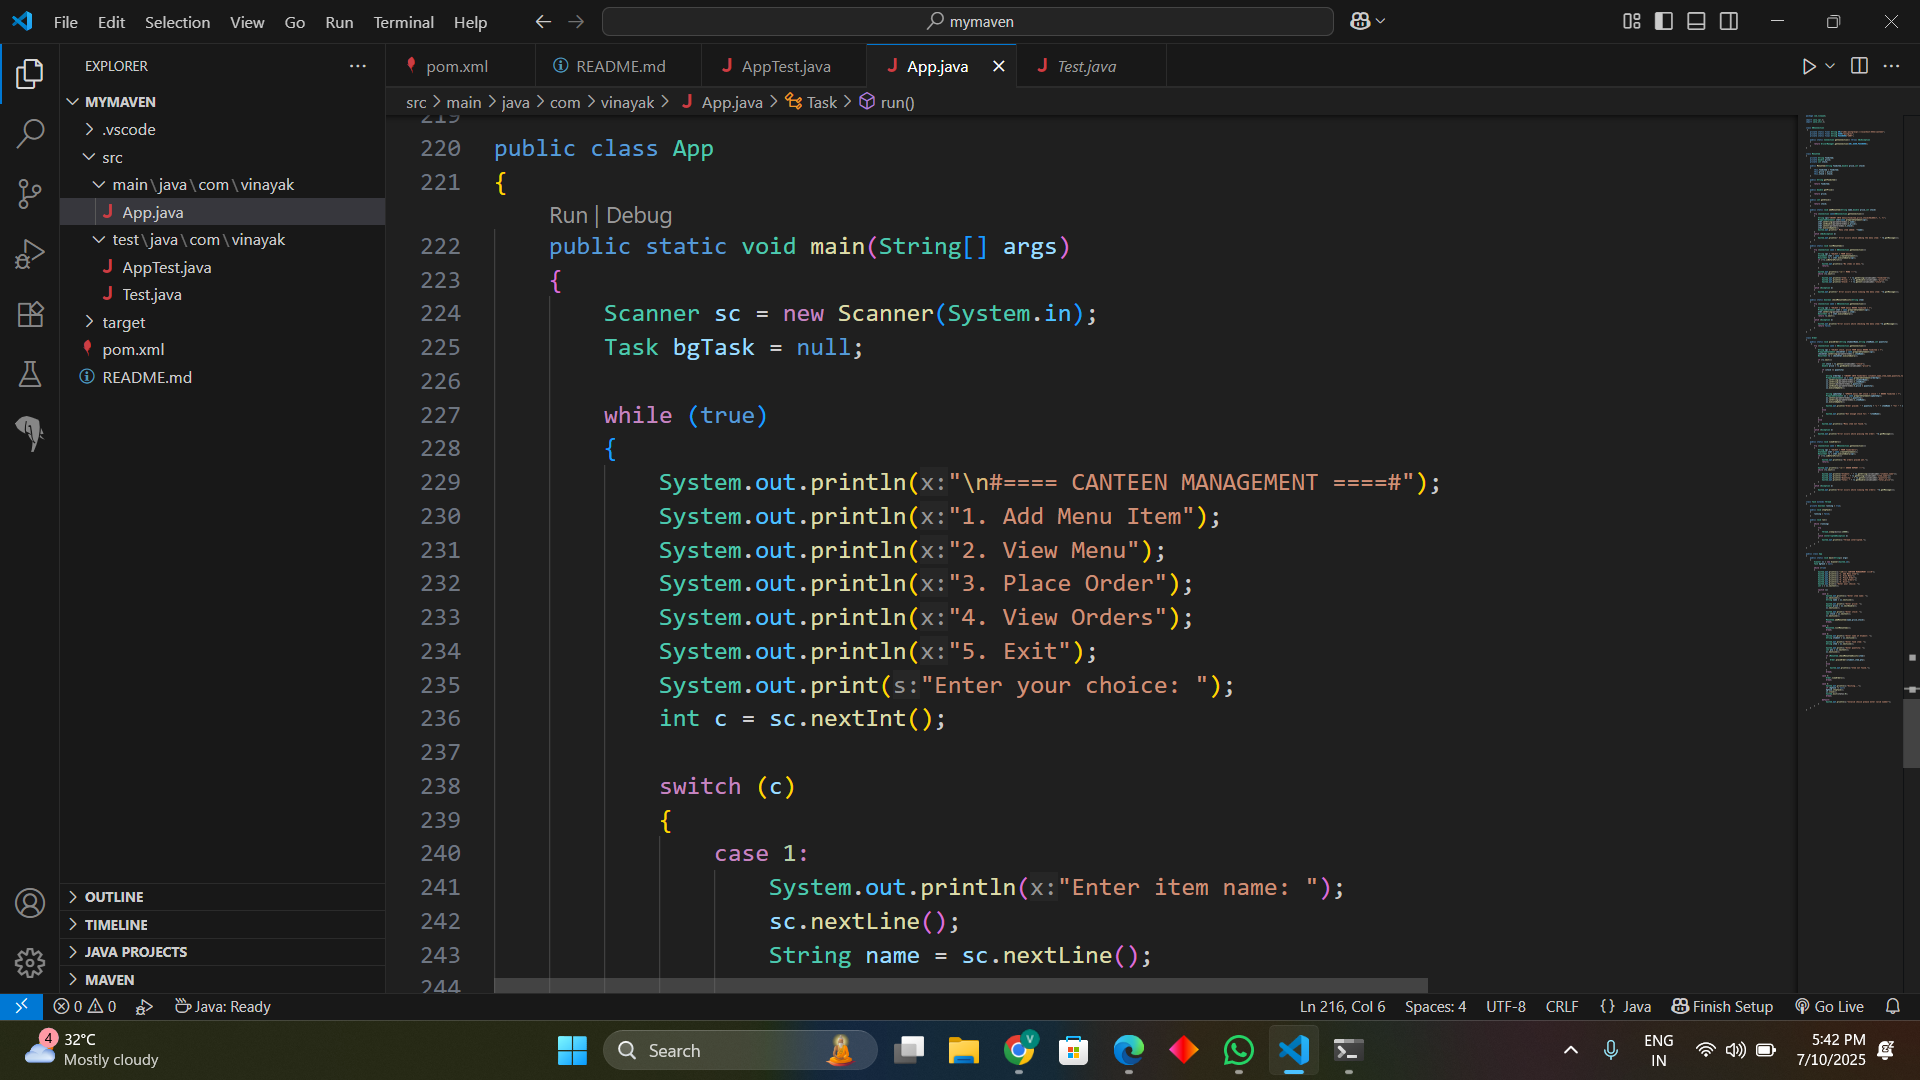 File Edit Selection View Go Run Terminal Help
mymaven
EXPLORER
MYMAVEN
.vscode
src
main\java\com\vinayak
App.java
test\java\com\vinayak
AppTest.java
Test.java
target
pom.xml
README.md
OUTLINE
TIMELINE
JAVA PROJECTS
MAVEN
pom.xml README.md AppTest.java App.java Test.java
src > main > java > com > vinayak > App.java > Task > run()
219
220 public class App
221 {
Run | Debug
222 public static void main(String[] args)
223 {
224 Scanner sc = new Scanner(System.in);
225 Task bgTask = null;
226
227 while (true)
228 {
229 System.out.println(x:"\n#==== CANTEEN MANAGEMENT ====#");
230 System.out.println(x:"1. Add Menu Item");
231 System.out.println(x:"2. View Menu");
232 System.out.println(x:"3. Place Order");
233 System.out.println(x:"4. View Orders");
234 System.out.println(x:"5. Exit");
235 System.out.print(s:"Enter your choice: ");
236 int c = sc.nextInt();
237
238 switch (c)
239 {
240 case 1:
241 System.out.println(x:"Enter item name: ");
242 sc.nextLine();
243 String name = sc.nextLine();
244
0 0 Java: Ready
Ln 216, Col 6 Spaces: 4 UTF-8 CRLF {} Java Finish Setup Go Live
4 32°C
Mostly cloudy
Search
V
ENG
IN
5:42 PM
7/10/2025